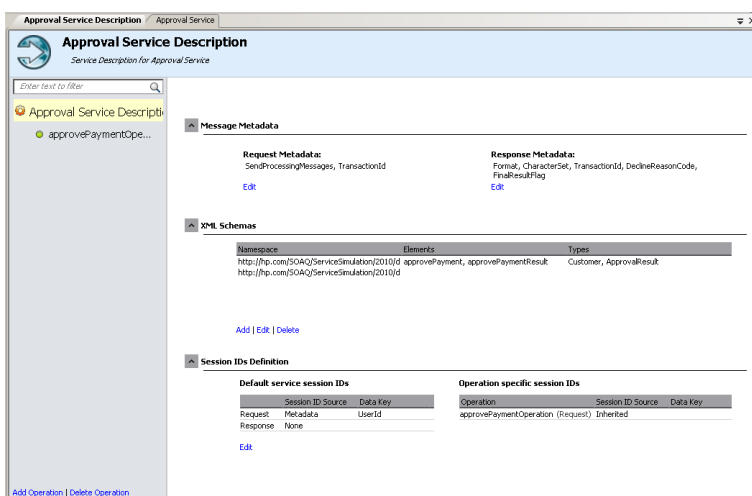 Approval Service Description
Approval Service
Approval Service Description
Service Description for Approval Service
Enter text to filter
Approval Service Descripti
approvePaymentOpe...
Message Metadata
Request Metadata:
SendProcessingMessages, TransactionId
Edit
Response Metadata:
Format, CharacterSet, TransactionId, DeclineReasonCode,
FinalResultFlag
Edit
XML Schemas
Namespace Elements Types
http://hp.com/SOAQ/ServiceSimulation/2010/d approvePayment, approvePaymentResult Customer, ApprovalResult
http://hp.com/SOAQ/ServiceSimulation/2010/d
Add | Edit | Delete
Session IDs Definition
Default service session IDs
Session ID Source Data Key
Request Metadata UserId
Response None
Edit
Operation specific session IDs
Operation Session ID Source Data Key
approvePaymentOperation (Request) Inherited
Add Operation | Delete Operation